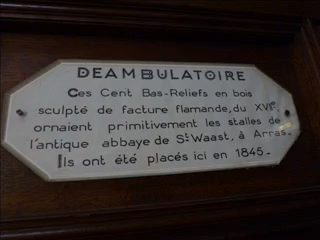 DEAMBULATOIRE
Ces Cent Bas-Reliefs en bois
sculpté de facture flamande, du XVIIe,
ornaient primitivement les stalles de
l'antique abbaye de St Waast, à Arras.
Ils ont été placés ici en 1845.